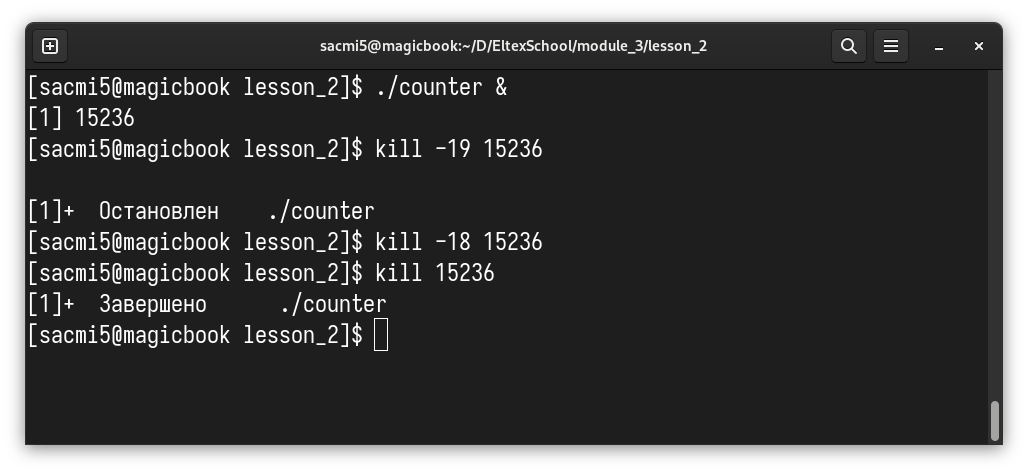 sacmi5@magicbook:~/D/EltexSchool/module_3/lesson_2
[sacmi5@magicbook lesson_2]$ ./counter &
[1] 15236
[sacmi5@magicbook lesson_2]$ kill -19 15236
[1]+  Остановлен    ./counter
[sacmi5@magicbook lesson_2]$ kill -18 15236
[sacmi5@magicbook lesson_2]$ kill 15236
[1]+  Завершено      ./counter
[sacmi5@magicbook lesson_2]$